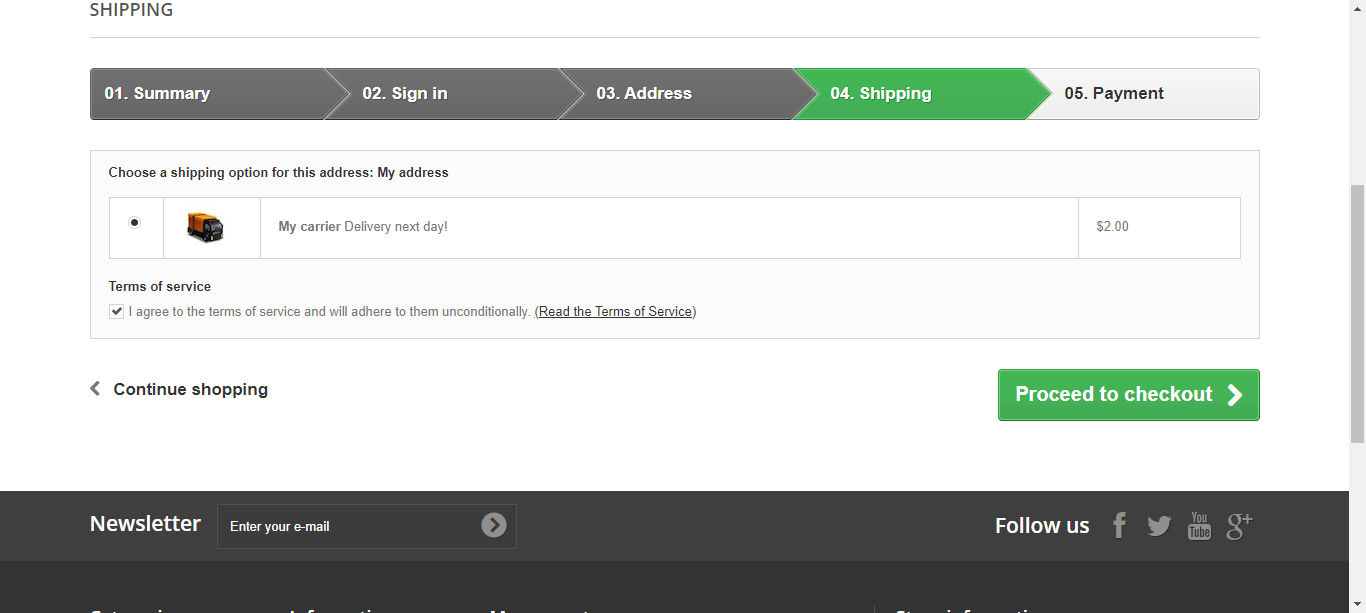 SHIPPING
01. Summary
02. Sign in
03. Address
04. Shipping
05. Payment
Choose a shipping option for this address: My address
My carrier Delivery next day!
$2.00
Terms of service
I agree to the terms of service and will adhere to them unconditionally. (Read the Terms of Service)
Continue shopping
Proceed to checkout
Newsletter
Enter your e-mail
Follow us
You
Tube
g+